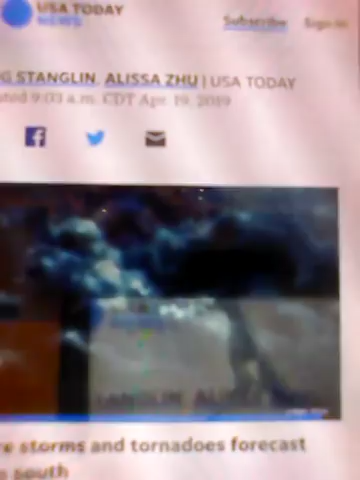 USA TODAY
NEWS
Subscribe Sign In
G STANGLIN, ALISSA ZHU | USA TODAY
ated 9:03 a.m. CDT Apr. 19, 2019
e storms and tornadoes forecast
south